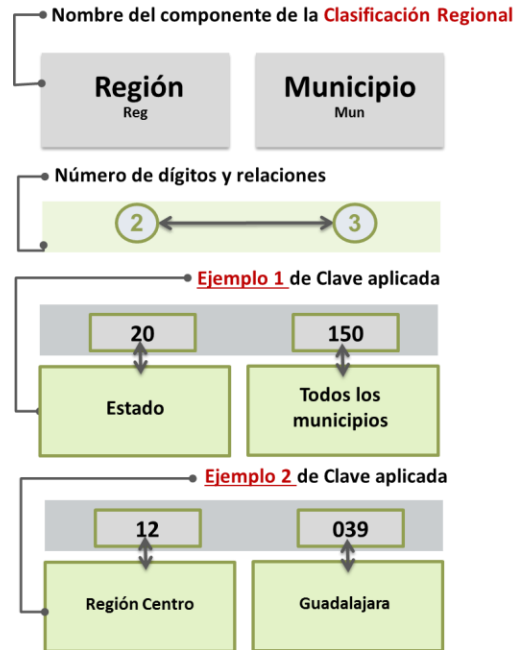 Nombre del componente de la Clasificación Regional
Región
Reg
Municipio
Mun
Número de dígitos y relaciones
2
3
Ejemplo 1 de Clave aplicada
20
150
Estado
Todos los
municipios
Ejemplo 2 de Clave aplicada
12
039
Región Centro
Guadalajara